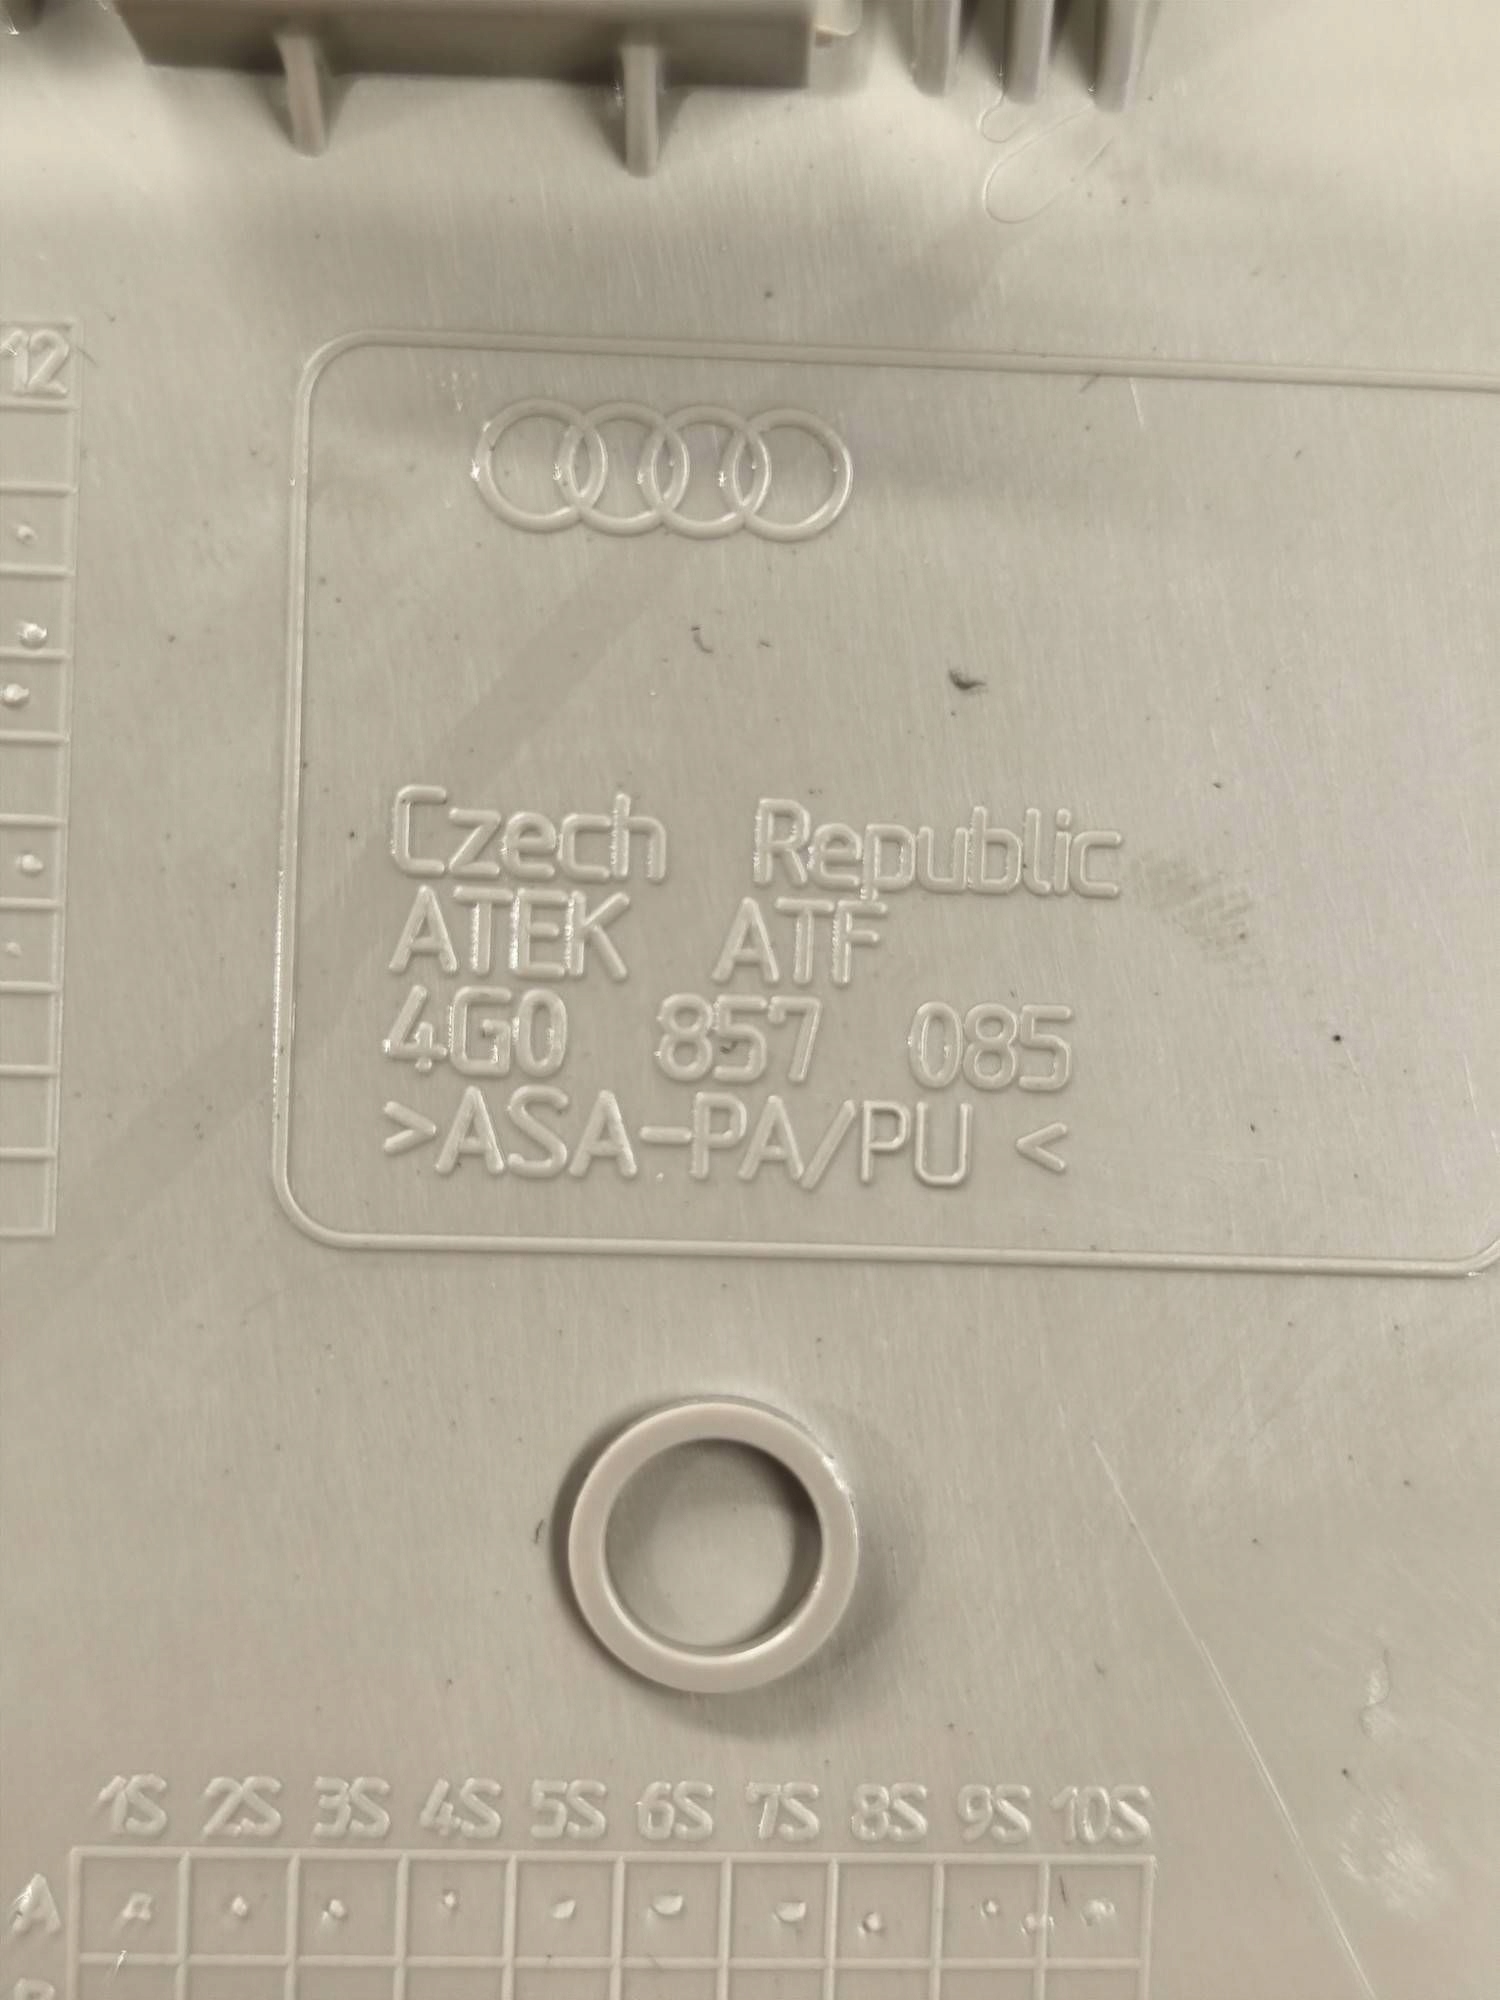 12
Czech Republic
ATEK ATF
4G0 857 085
>ASA-PA/PU <
1S 2S 3S 4S 5S 6S 7S 8S 9S 10S
A